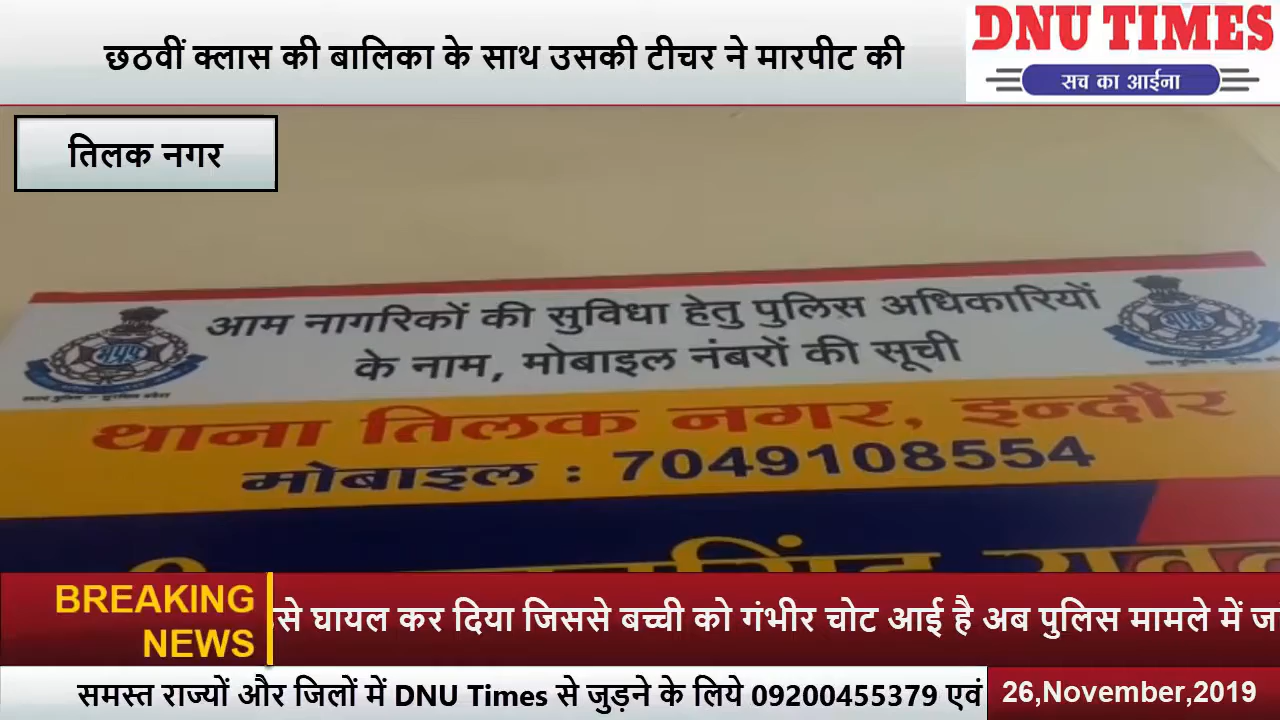 छठवीं क्लास की बालिका के साथ उसकी टीचर ने मारपीट की
DNU TIMES
सच का आईना
तिलक नगर
आम नागरिकों की सुविधा हेतु पुलिस अधिकारियों
के नाम, मोबाइल नंबरों की सूची
म.प्र.पु.
थाना तिलक नगर, इन्दौर
मोबाइल : 7049108554
BREAKING
NEWS
से घायल कर दिया जिससे बच्ची को गंभीर चोट आई है अब पुलिस मामले में
समस्त राज्यों और जिलों में DNU Times से जुड़ने के लिये 09200455379 एवं
26,November,2019